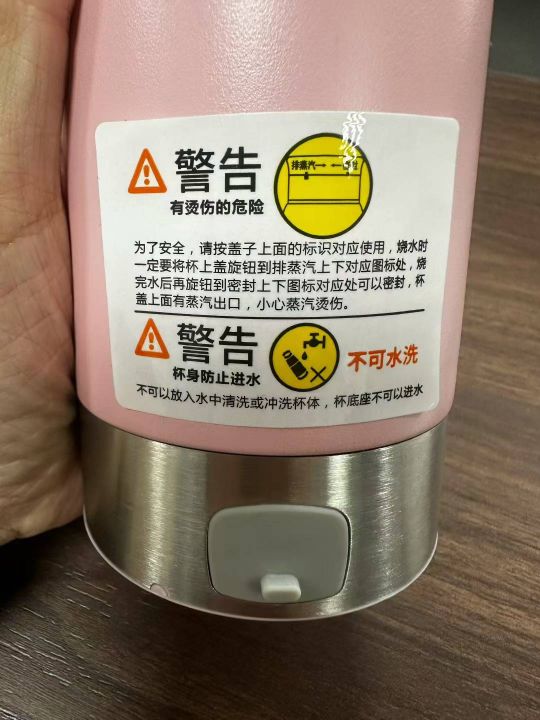 警告
有烫伤的危险
排蒸汽→ ←
为了安全，请按盖子上面的标识对应使用，烧水时
一定要将杯上盖旋钮到排蒸汽上下对应图标处，烧
完水后再旋钮到密封上下图标对应处可以密封，杯
盖上面有蒸汽出口，小心蒸汽烫伤。
警告
杯身防止进水
不可水洗
不可以放入水中清洗或冲洗杯体，杯底座不可以进水